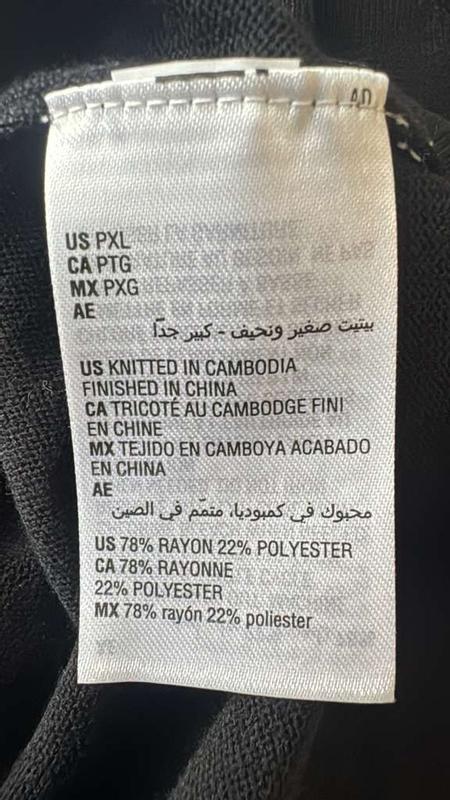 US PXL
CA PTG
MX PXG
AE
بيتيت صغير ونحيف - كبير جدّا
US KNITTED IN CAMBODIA
FINISHED IN CHINA
CA TRICOTÉ AU CAMBODGE FINI
EN CHINE
MX TEJIDO EN CAMBOYA ACABADO
EN CHINA
AE
محبوك في كمبوديا، متمّم في الصين
US 78% RAYON 22% POLYESTER
CA 78% RAYONNE
22% POLYESTER
MX 78% rayón 22% poliester